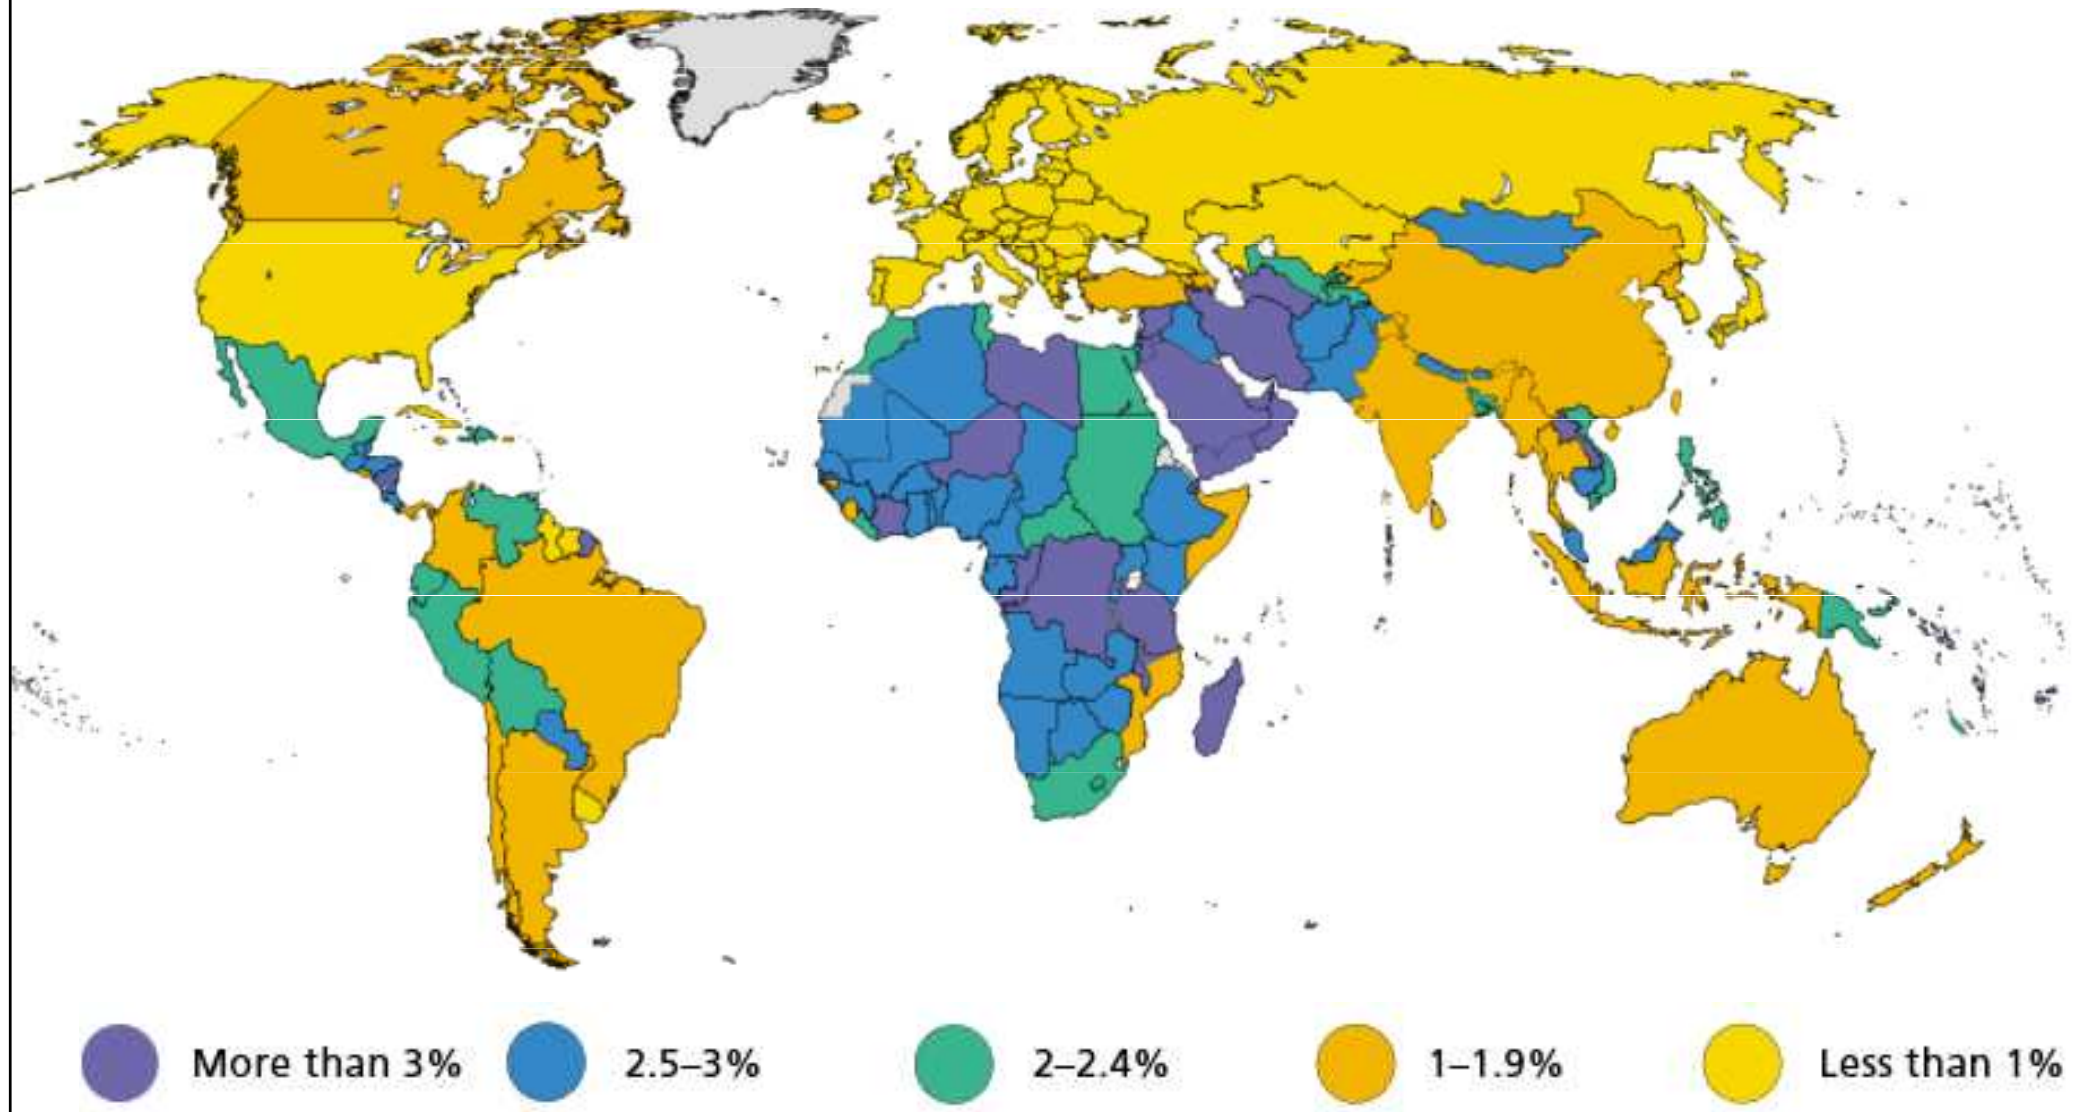 More than 3% 2.5–3% 2–2.4% 1–1.9% Less than 1%